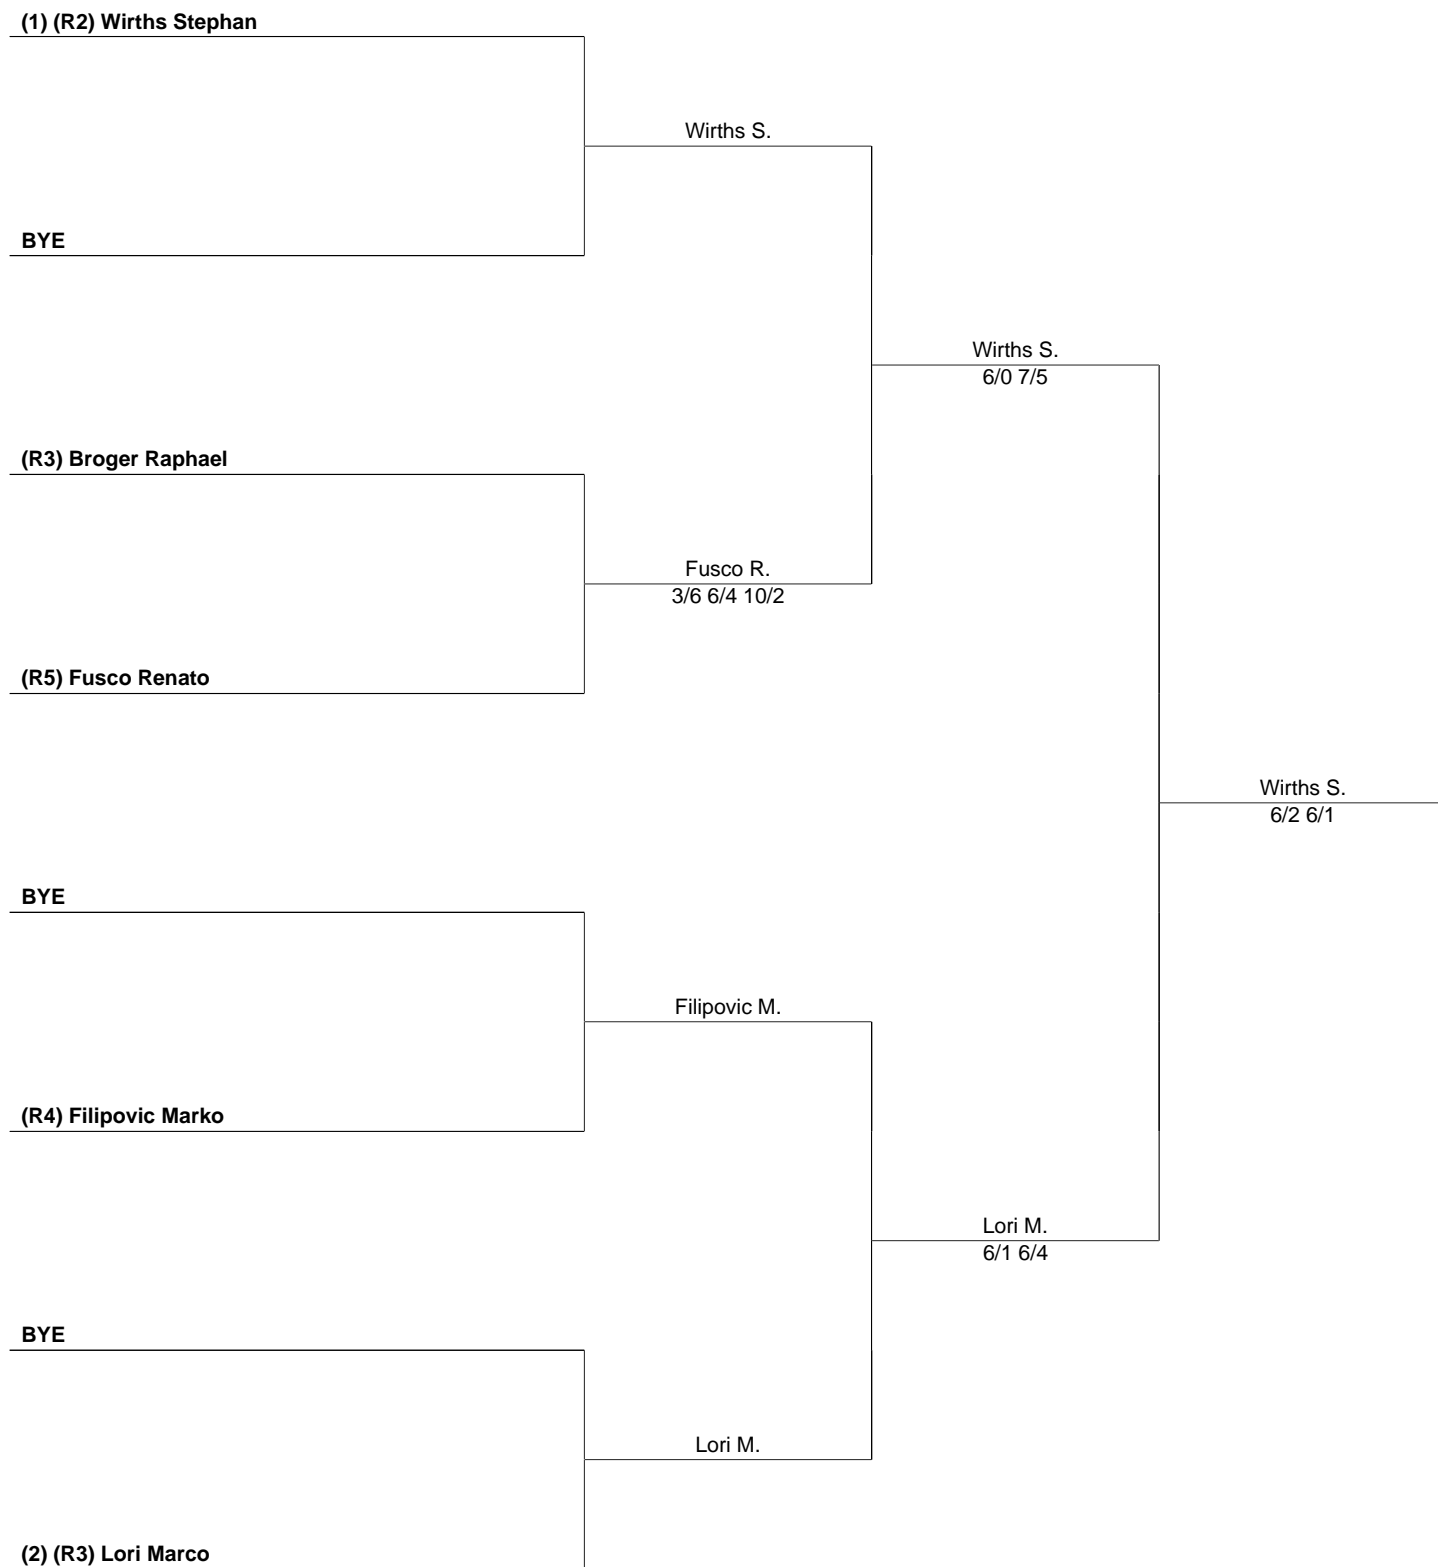 (1) (R2) Wirths Stephan
Wirths S.
BYE
Wirths S.
6/0 7/5
(R3) Broger Raphael
Fusco R.
3/6 6/4 10/2
(R5) Fusco Renato
Wirths S.
6/2 6/1
BYE
Filipovic M.
(R4) Filipovic Marko
Lori M.
6/1 6/4
BYE
Lori M.
(2) (R3) Lori Marco